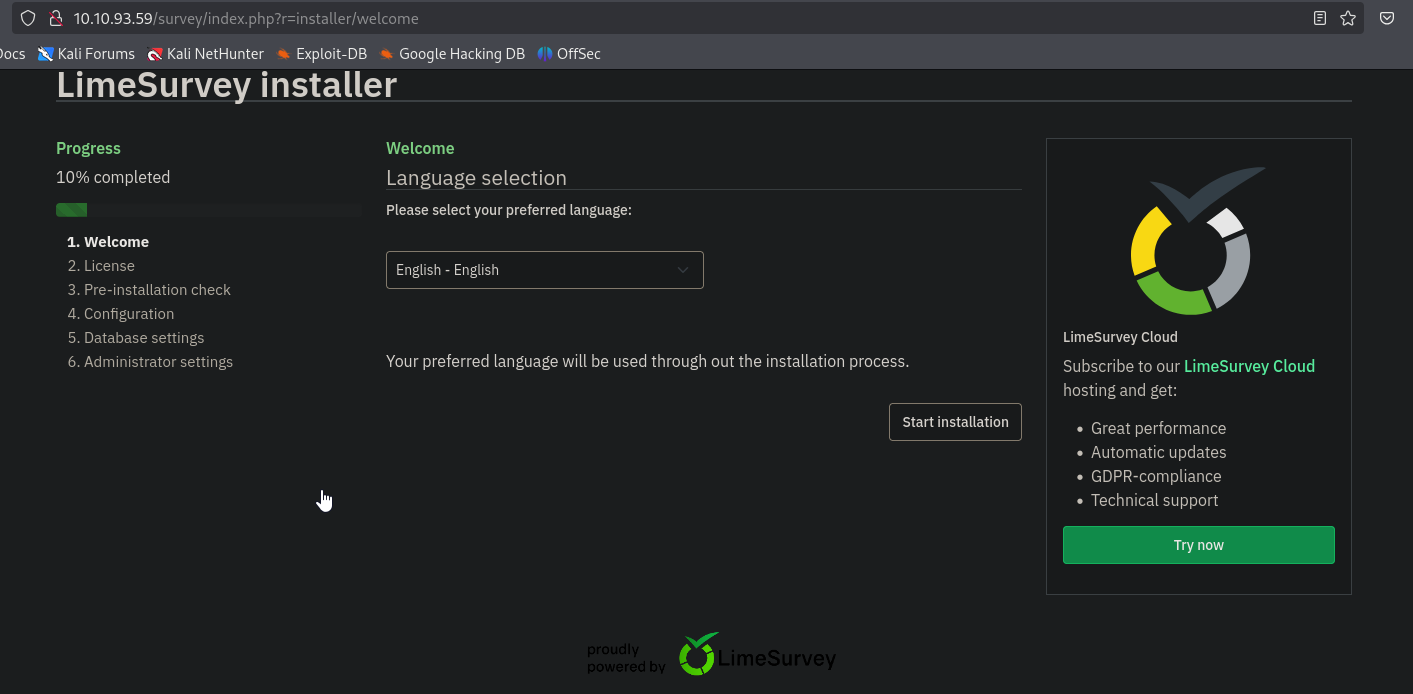 10.10.93.59/survey/index.php?r=installer/welcome
Docs Kali Forums Kali NetHunter Exploit-DB Google Hacking DB OffSec
LimeSurvey installer
Progress
10% completed
1. Welcome
2. License
3. Pre-installation check
4. Configuration
5. Database settings
6. Administrator settings
Welcome
Language selection
Please select your preferred language:
English - English
Your preferred language will be used through out the installation process.
Start installation
LimeSurvey Cloud
Subscribe to our LimeSurvey Cloud
hosting and get:
• Great performance
• Automatic updates
• GDPR-compliance
• Technical support
Try now
proudly
powered by
LimeSurvey